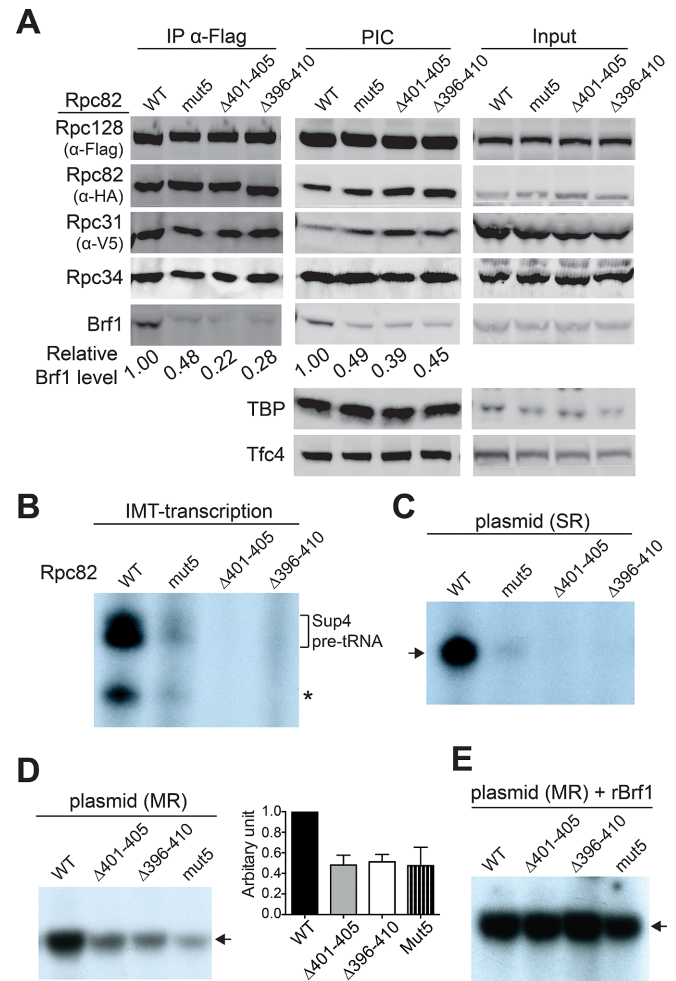 A
IP α-Flag PIC Input
Rpc82 WT mut5 Δ401-405 Δ396-410 WT mut5 Δ401-405 Δ396-410 WT mut5 Δ401-405 Δ396-410
Rpc128
(α-Flag)
Rpc82
(α-HA)
Rpc31
(α-V5)
Rpc34
Brf1
Relative
Brf1 level 1.00 0.48 0.22 0.28 1.00 0.49 0.39 0.45
TBP
Tfc4
B
IMT-transcription
Rpc82 WT mut5 Δ401-405 Δ396-410
Sup4
pre-tRNA
*
C
plasmid (SR)
WT mut5 Δ401-405 Δ396-410
D
plasmid (MR)
WT Δ401-405 Δ396-410 mut5
Arbitary unit
1.0
0.8
0.6
0.4
0.2
0.0
WT Δ401-405 Δ396-410 Mut5
E
plasmid (MR) + rBrf1
WT Δ401-405 Δ396-410 mut5